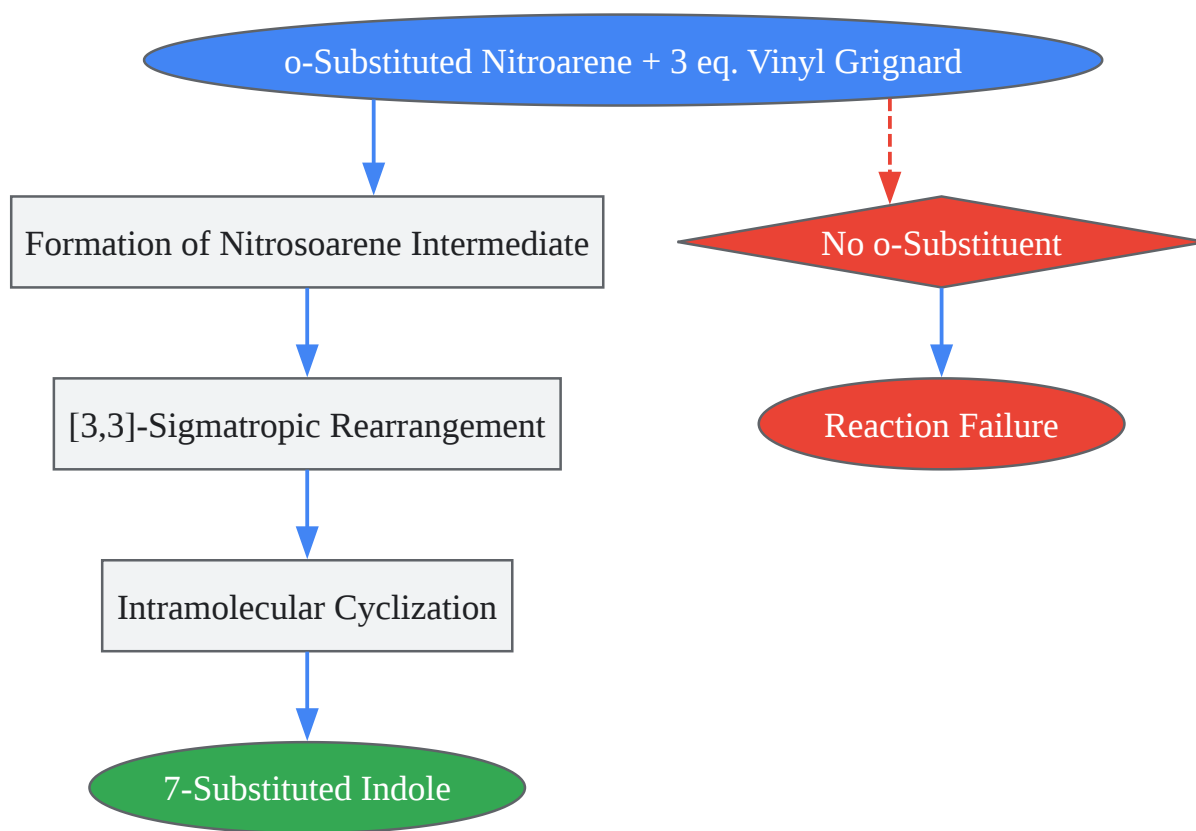 o-Substituted Nitroarene + 3 eq. Vinyl Grignard
Formation of Nitrosoarene Intermediate
No o-Substituent
[3,3]-Sigmatropic Rearrangement
Reaction Failure
Intramolecular Cyclization
7-Substituted Indole